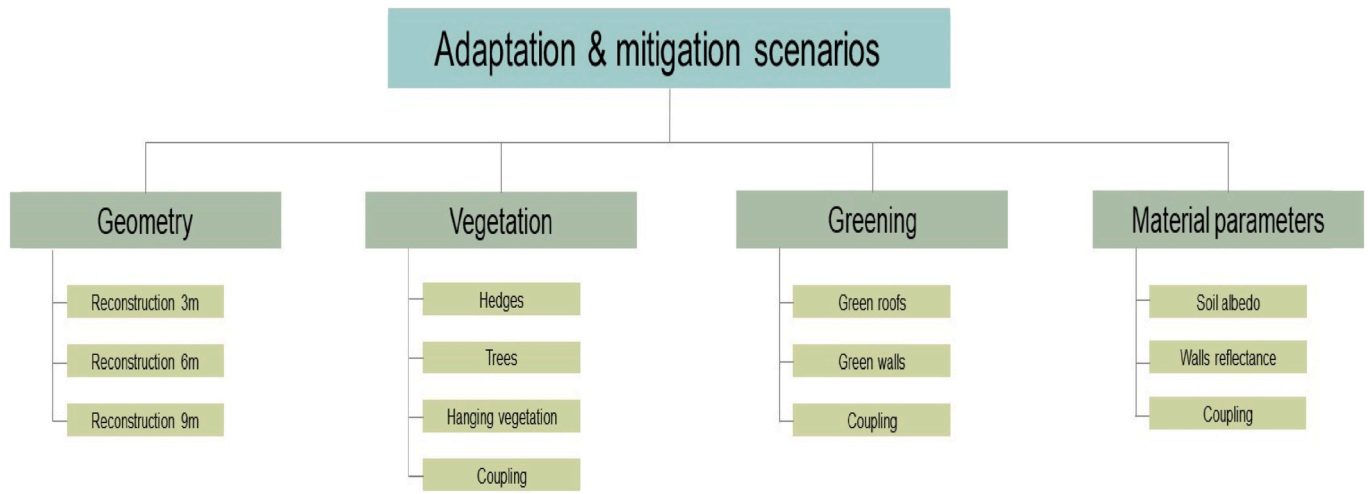 Adaptation & mitigation scenarios
Geometry
Reconstruction 3m
Reconstruction 6m
Reconstruction 9m
Vegetation
Hedges
Trees
Hanging vegetation
Coupling
Greening
Green roofs
Green walls
Coupling
Material parameters
Soil albedo
Walls reflectance
Coupling